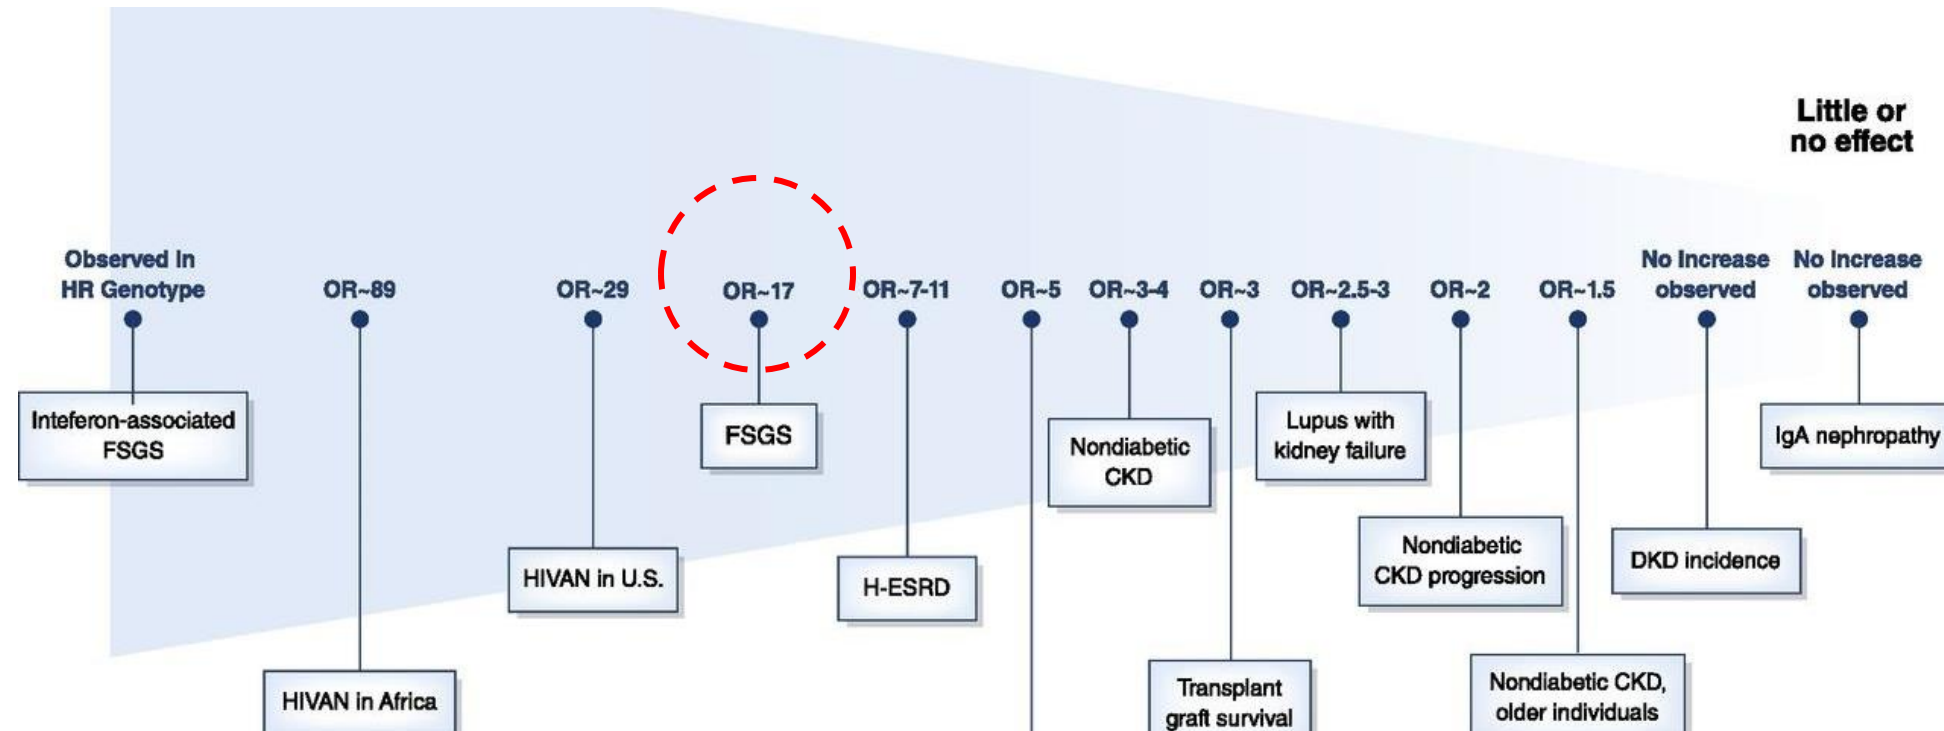 Little or
no effect
Observed in
HR Genotype
OR~89
OR~29
OR~17
OR~7-11
OR~5
OR~3-4
OR~3
OR~2.5-3
OR~2
OR~1.5
No increase
observed
No increase
observed
Inteferon-associated
FSGS
HIVAN in Africa
HIVAN in U.S.
FSGS
H-ESRD
Nondiabetic
CKD
Transplant
graft survival
Lupus with
kidney failure
Nondiabetic
CKD progression
Nondiabetic CKD,
older individuals
DKD incidence
IgA nephropathy